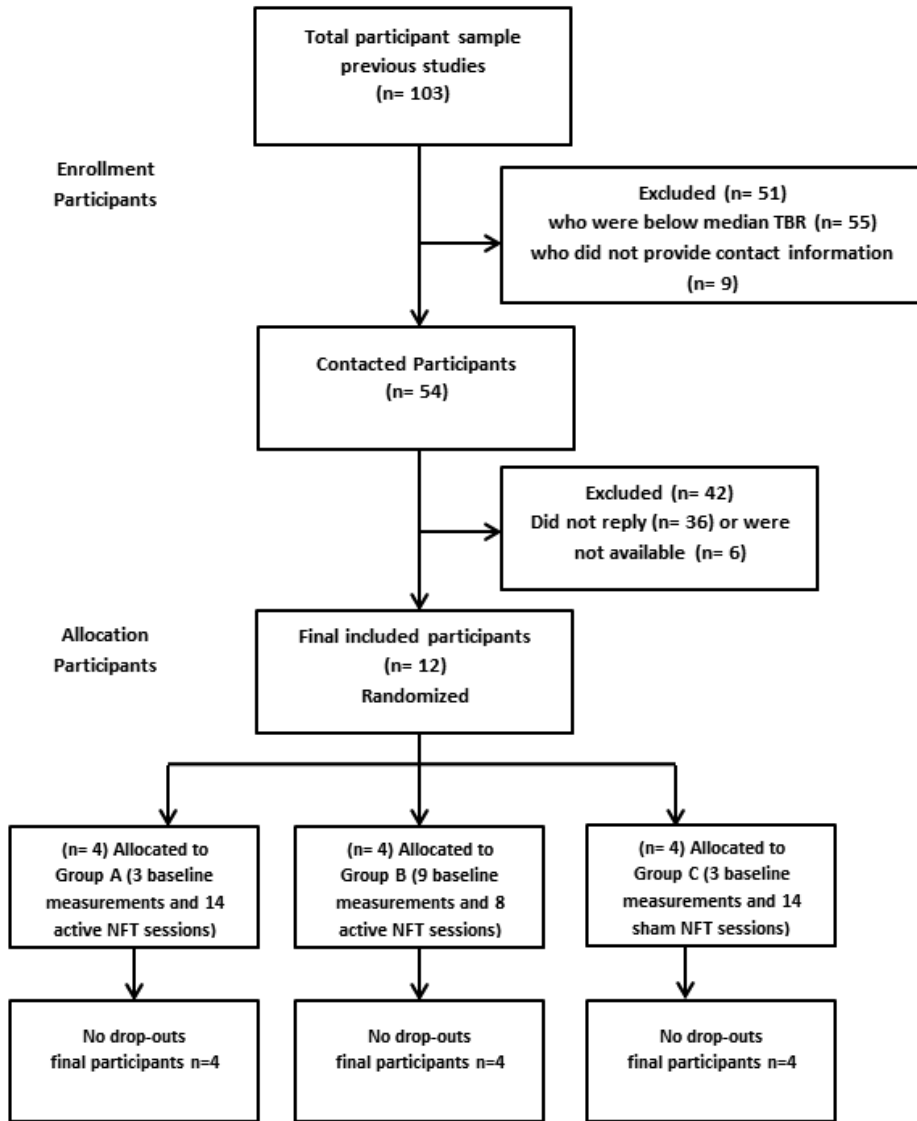 Total participant sample
previous studies
(n= 103)
Enrollment
Participants
Excluded (n= 51)
who were below median TBR (n= 55)
who did not provide contact information
(n= 9)
Contacted Participants
(n= 54)
Excluded (n= 42)
Did not reply (n= 36) or were
not available (n= 6)
Allocation
Participants
Final included participants
(n= 12)
Randomized
(n= 4) Allocated to
Group A (3 baseline
measurements and 14
active NFT sessions)
(n= 4) Allocated to
Group B (9 baseline
measurements and 8
active NFT sessions)
(n= 4) Allocated to
Group C (3 baseline
measurements and 14
sham NFT sessions)
No drop-outs
final participants n=4
No drop-outs
final participants n=4
No drop-outs
final participants n=4